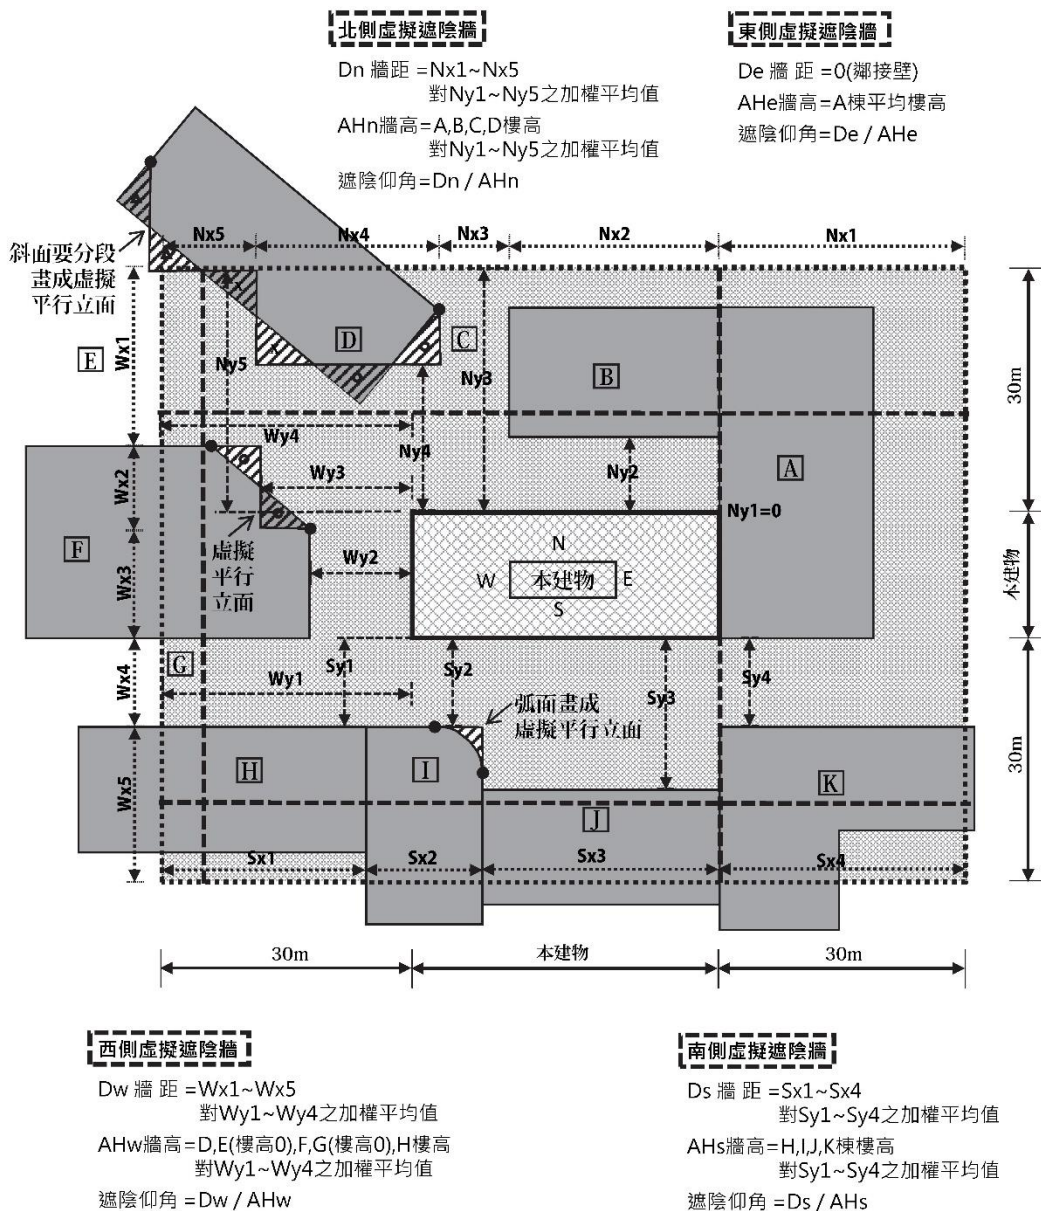 北側虛擬遮陰牆
Dn 牆距 =Nx1~Nx5
對Ny1~Ny5之加權平均值
AHn牆高=A,B,C,D樓高
對Ny1~Ny5之加權平均值
遮陰仰角=Dn / AHn
東側虛擬遮陰牆
De 牆 距 =0(鄰接壁)
AHe牆高=A棟平均樓高
遮陰仰角=De / AHe
斜面要分段
畫成虛擬
平行立面
Nx5
Nx4
Nx3
Nx2
Nx1
Wx1
E
D
C
B
A
Ny5
Ny3
30m
Wy4
Ny4
Ny2
Wx2
Wy3
Ny1=0
F
虛擬
平行
立面
Wy2
N
W
本建物
E
S
本建物
Wx3
G
Wx4
Wy1
Sy1
Sy2
Sy3
Sy4
弧面畫成
虛擬平行立面
H
I
J
K
Wx5
30m
Sx1
Sx2
Sx3
Sx4
30m
本建物
30m
西側虛擬遮陰牆
Dw 牆 距 =Wx1~Wx5
對Wy1~Wy4之加權平均值
AHw牆高=D,E(樓高0),F,G(樓高0),H樓高
對Wy1~Wy4之加權平均值
遮陰仰角 =Dw / AHw
南側虛擬遮陰牆
Ds 牆 距 =Sx1~Sx4
對Sy1~Sy4之加權平均值
AHs牆高=H,I,J,K棟樓高
對Sy1~Sy4之加權平均值
遮陰仰角 =Ds / AHs